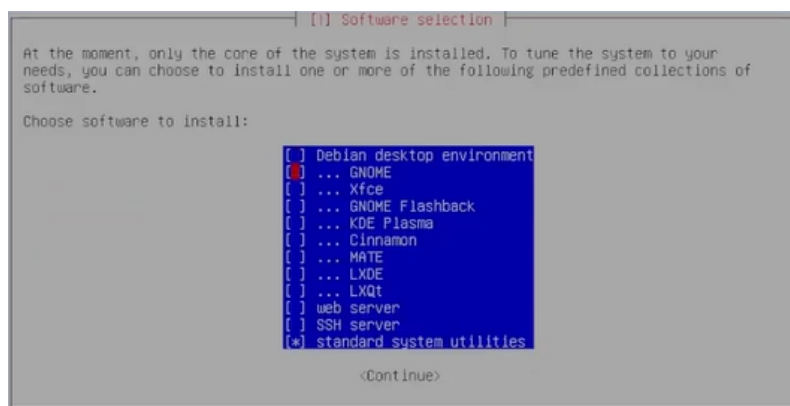 [!] Software selection
At the moment, only the core of the system is installed. To tune the system to your
needs, you can choose to install one or more of the following predefined collections of
software.
Choose software to install:
[ ] Debian desktop environment
[ ] ... GNOME
[ ] ... Xfce
[ ] ... GNOME Flashback
[ ] ... KDE Plasma
[ ] ... Cinnamon
[ ] ... MATE
[ ] ... LXDE
[ ] ... LXQt
[ ] web server
[ ] SSH server
[*] standard system utilities
<Continue>